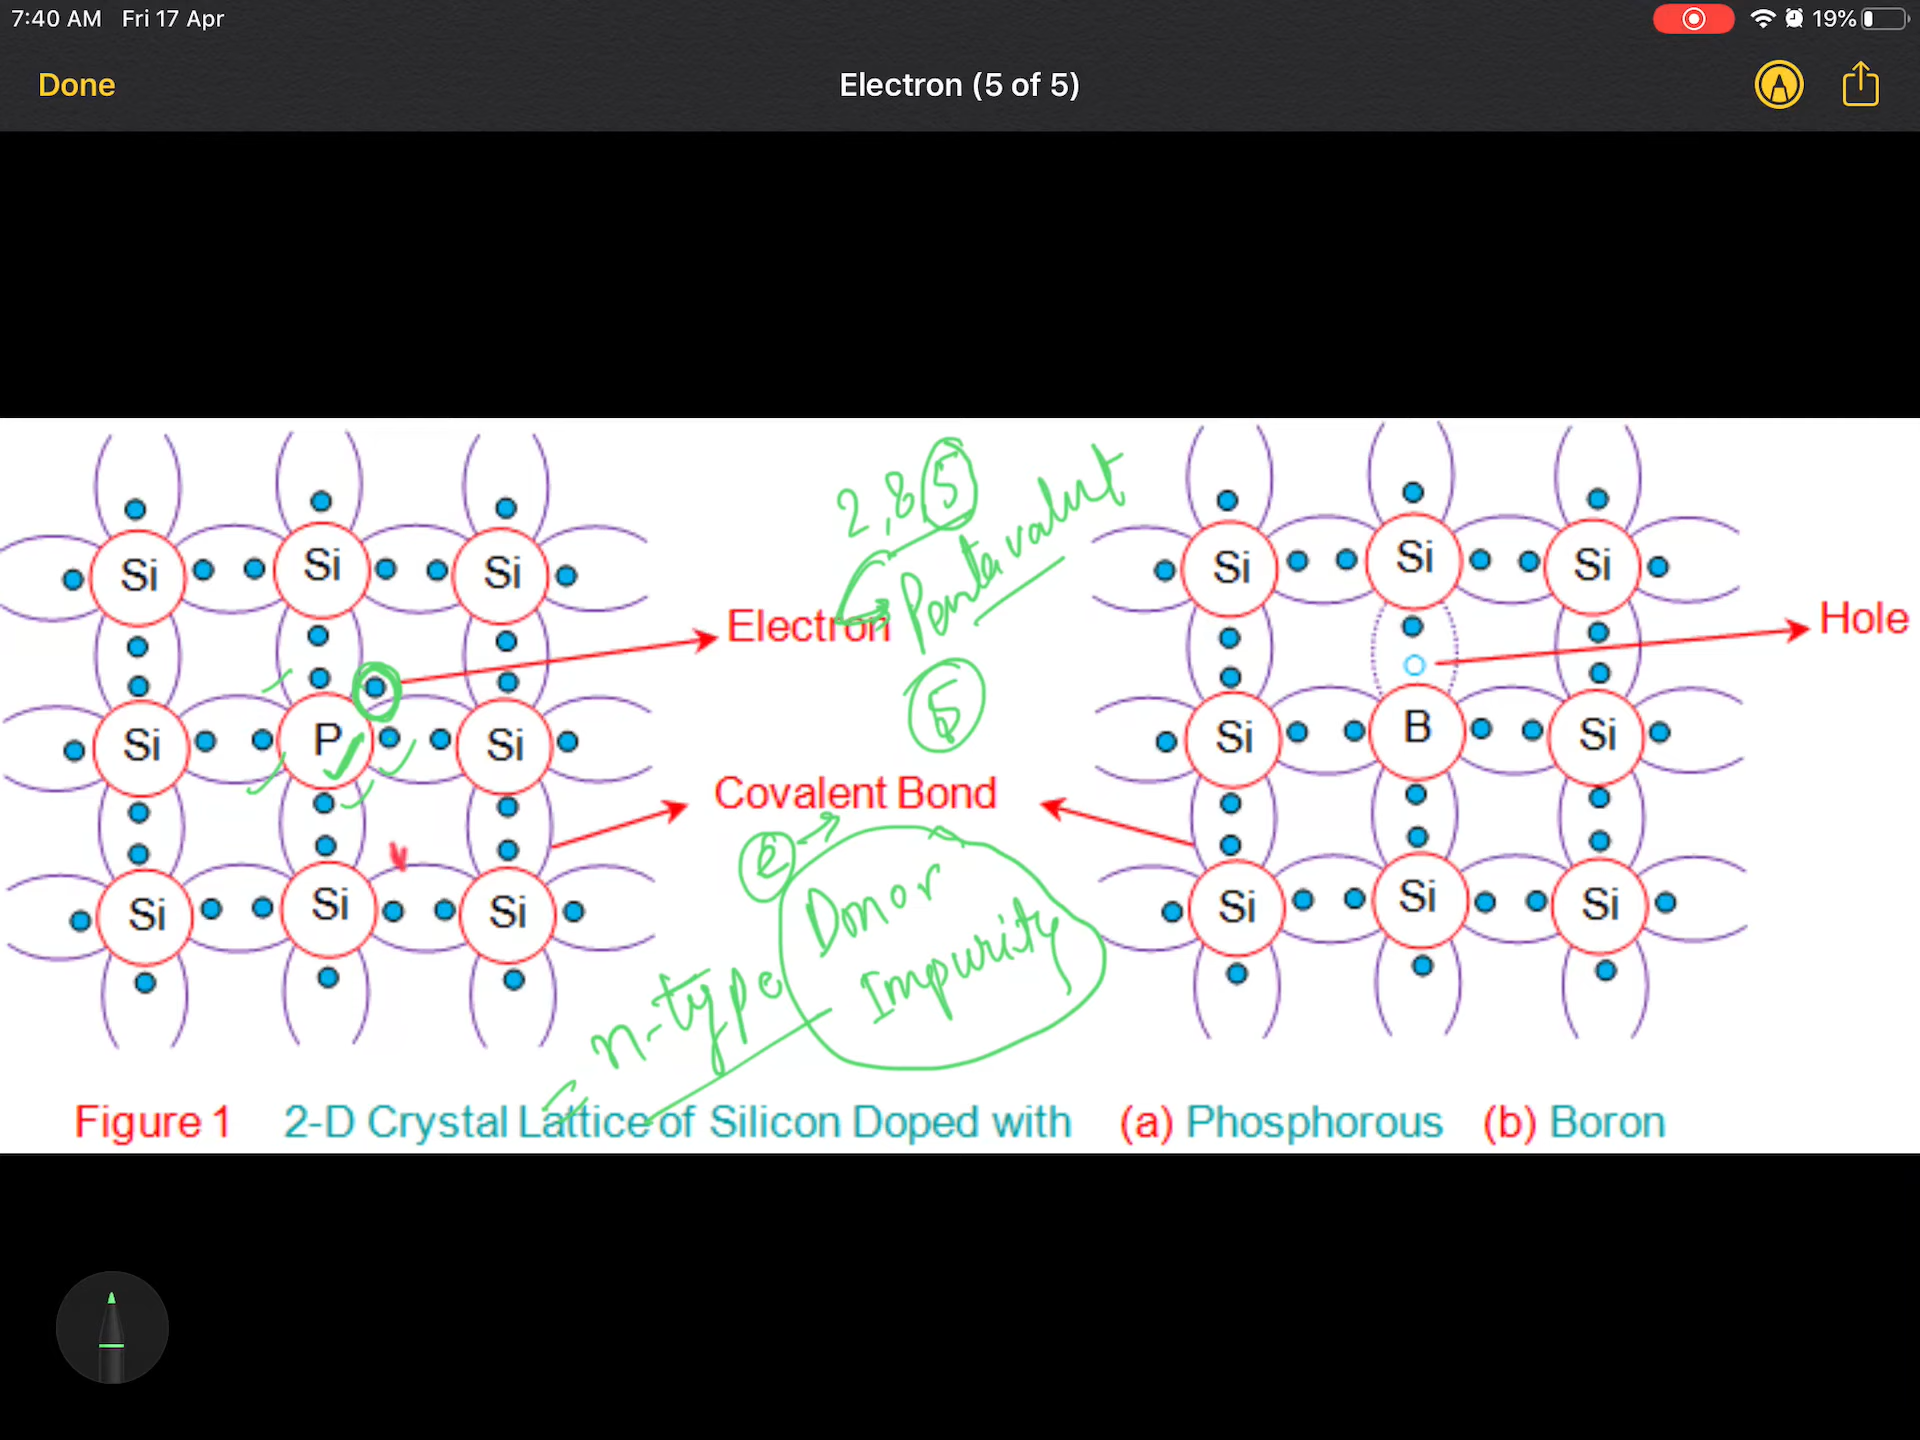 7:40 AM Fri 17 Apr
19%
Done
Electron (5 of 5)
2,8 5
Pentavalent
5
Si Si Si
Si P Si
Si Si Si
Electron
Covalent Bond
e
Donor
Impurity
n-type
Si Si Si
Si B Si
Si Si Si
Hole
Figure 1 2-D Crystal Lattice of Silicon Doped with (a) Phosphorous (b) Boron